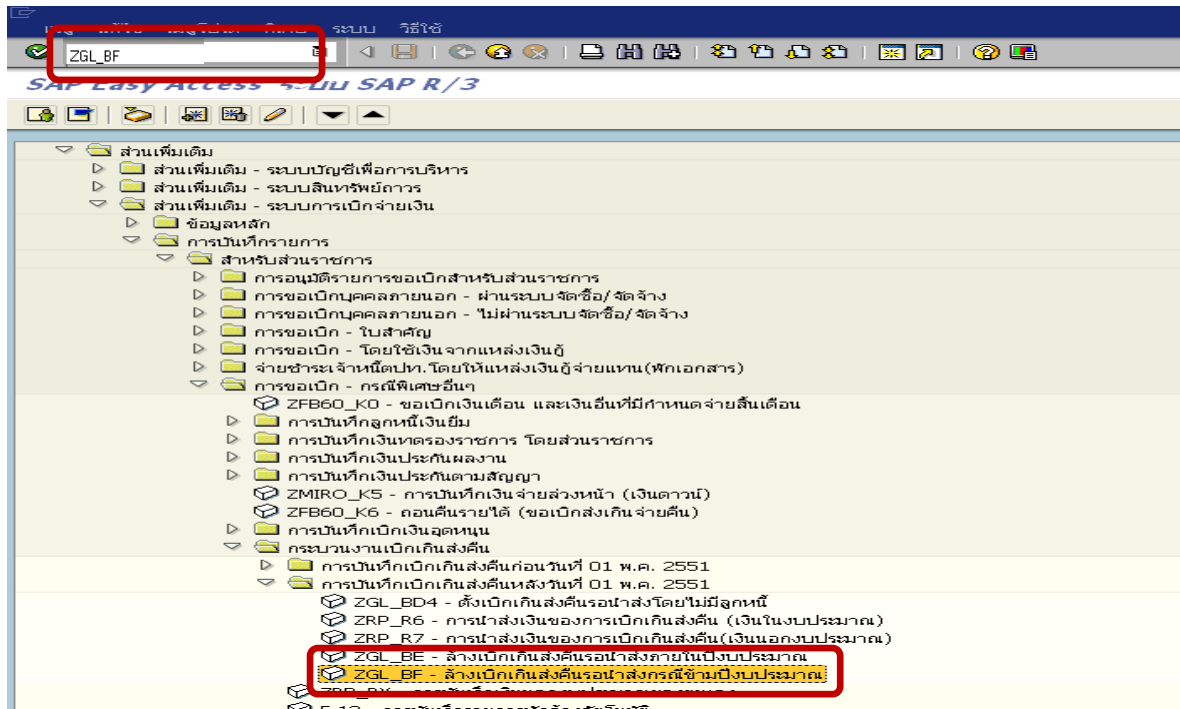 ระบบ วิธีใช้
ZGL_BF
SAP Easy Access ระบบ SAP R/3
ส่วนเพิ่มเติม
ส่วนเพิ่มเติม - ระบบบัญชีเพื่อการบริหาร
ส่วนเพิ่มเติม - ระบบสินทรัพย์ถาวร
ส่วนเพิ่มเติม - ระบบการเบิกจ่ายเงิน
ข้อมูลหลัก
การบันทึกรายการ
สำหรับส่วนราชการ
การอนุมัติรายการขอเบิกสำหรับส่วนราชการ
การขอเบิกบุคคลภายนอก - ผ่านระบบจัดซื้อ/จัดจ้าง
การขอเบิกบุคคลภายนอก - ไม่ผ่านระบบจัดซื้อ/จัดจ้าง
การขอเบิก - ใบสำคัญ
การขอเบิก - โดยใช้เงินจากแหล่งเงินกู้
จ่ายชำระเจ้าหนี้ตปท.โดยให้แหล่งเงินกู้จ่ายแทน(พักเอกสาร)
การขอเบิก - กรณีพิเศษอื่นๆ
ZFB60_K0 - ขอเบิกเงินเดือน และเงินอื่นที่มีกำหนดจ่ายสิ้นเดือน
การบันทึกลูกหนี้เงินยืม
การบันทึกเงินทดรองราชการ โดยส่วนราชการ
การบันทึกเงินประกันผลงาน
การบันทึกเงินประกันตามสัญญา
ZMIRO_K5 - การบันทึกเงินจ่ายล่วงหน้า (เงินดาวน์)
ZFB60_K6 - ถอนคืนรายได้ (ขอเบิกส่งเกินจ่ายคืน)
การบันทึกเบิกเงินอุดหนุน
กระบวนงานเบิกเกินส่งคืน
การบันทึกเบิกเกินส่งคืนก่อนวันที่ 01 พ.ค. 2551
การบันทึกเบิกเกินส่งคืนหลังวันที่ 01 พ.ค. 2551
ZGL_BD4 - ตั้งเบิกเกินส่งคืนรอนำส่งโดยไม่มีลูกหนี้
ZRP_R6 - การนำส่งเงินของการเบิกเกินส่งคืน (เงินในงบประมาณ)
ZRP_R7 - การนำส่งเงินของการเบิกเกินส่งคืน(เงินนอกงบประมาณ)
ZGL_BE - ล้างเบิกเกินส่งคืนรอนำส่งภายในปีงบประมาณ
ZGL_BF - ล้างเบิกเกินส่งคืนรอนำส่งกรณีข้ามปีงบประมาณ